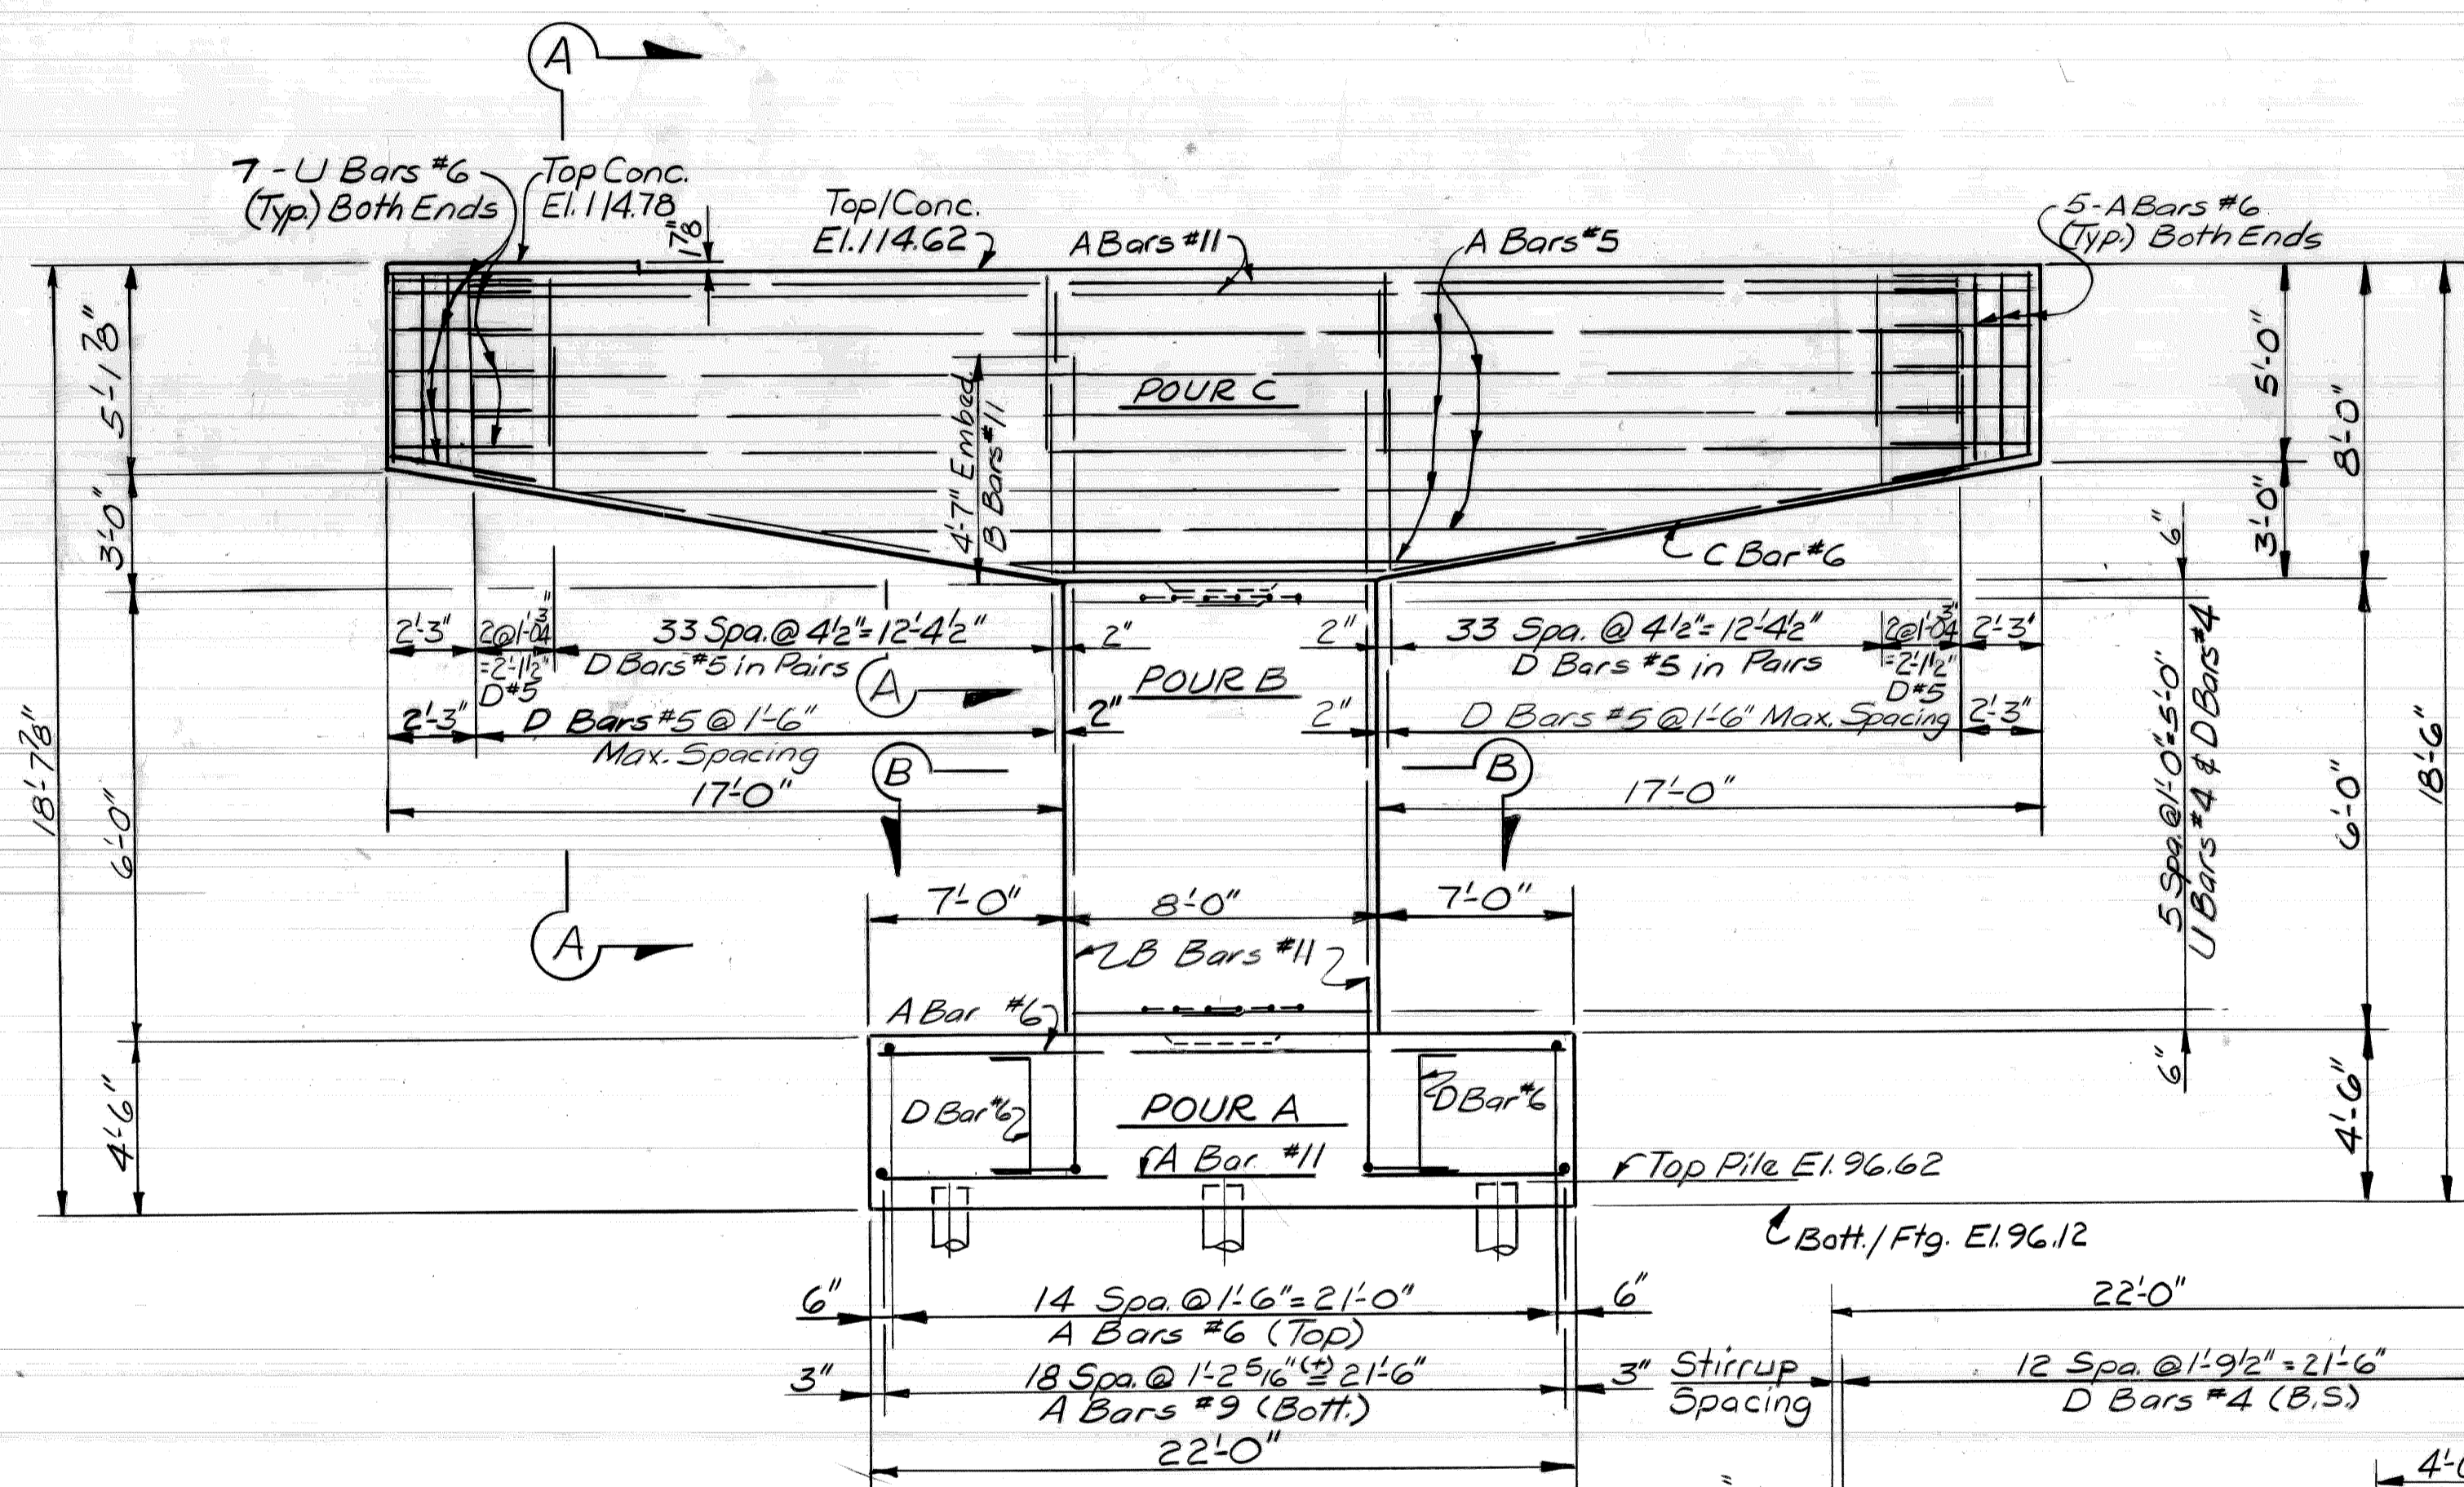 A
7 - U Bars #6
(Typ.) Both Ends
Top Conc.
El. 114.78
1 7/8"
Top/Conc.
El. 114.62
A Bars #11
A Bars #5
5-A Bars #6
(Typ.) Both Ends
5'-1 7/8"
3'-0"
18'-7 7/8"
6'-0"
4'-6"
POUR C
4'-7" Embed.
B Bars #11
C Bar #6
5'-0"
3'-0"
8'-0"
6'-0"
4'-6"
18'-6"
6"
5 Spa. @ 1'-0" = 5'-0"
U Bars #4 & D Bars #4
6"
2'-3"
2@1'-0 3/4"
=2'-1 1/2"
D #5
33 Spa. @ 4 1/2" = 12'-4 1/2"
D Bars #5 in Pairs
2"
2"
33 Spa. @ 4 1/2" = 12'-4 1/2"
D Bars #5 in Pairs
2@1'-0 3/4"
=2'-1 1/2"
D #5
2'-3"
A
POUR B
2'-3"
D Bars #5 @ 1'-6"
Max. Spacing
2"
2"
D Bars #5 @ 1'-6" Max. Spacing
2'-3"
B
B
17'-0"
17'-0"
7'-0"
8'-0"
7'-0"
A
B Bars #11
A Bar #6
D Bar #6
POUR A
D Bar #6
A Bar #11
Top Pile El. 96.62
Bott./Ftg. El. 96.12
6"
14 Spa. @ 1'-6" = 21'-0"
6"
A Bars #6 (Top)
3"
18 Spa. @ 1'-2 5/16" (±) = 21'-6"
3"
A Bars #9 (Bott.)
22'-0"
22'-0"
Stirrup
Spacing
12 Spa. @ 1'-9 1/2" = 21'-6"
D Bars #4 (B.S.)